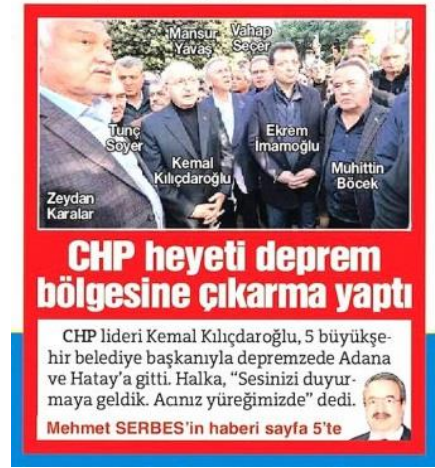 Mansur Yavaş
Vahap Seçer
Tunç Soyer
Kemal Kılıçdaroğlu
Ekrem İmamoğlu
Muhittin Böcek
Zeydan Karalar
CHP heyeti deprem
bölgesine çıkarma yaptı
CHP lideri Kemal Kılıçdaroğlu, 5 büyükşe-
hir belediye başkanıyla depremzede Adana
ve Hatay'a gitti. Halka, “Sesinizi duyur-
maya geldik. Acınız yüreğimizde” dedi.
Mehmet SERBES'in haberi sayfa 5'te